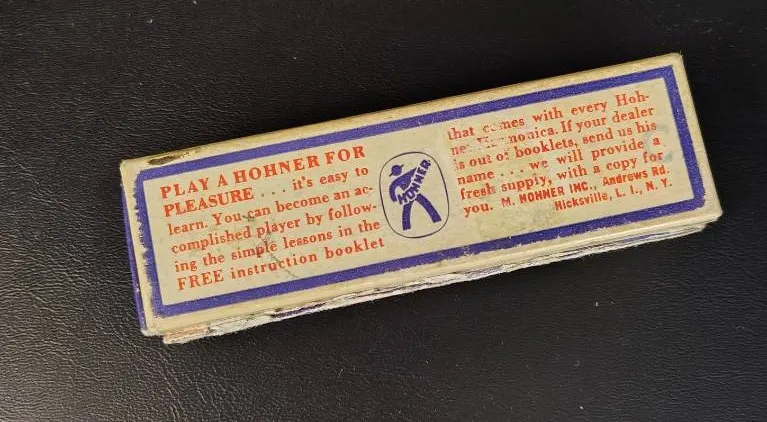 PLAY A HOHNER FOR
PLEASURE .... it's easy to
learn. You can become an ac-
complished player by follow-
ing the simple lessons in the
FREE instruction booklet
HOHNER
that comes with every Hoh-
ner Harmonica. If your dealer
is out of booklets, send us his
name .... we will provide a
fresh supply, with a copy for
you. M. HOHNER INC., Andrews Rd.
Hicksville, L. I., N. Y.